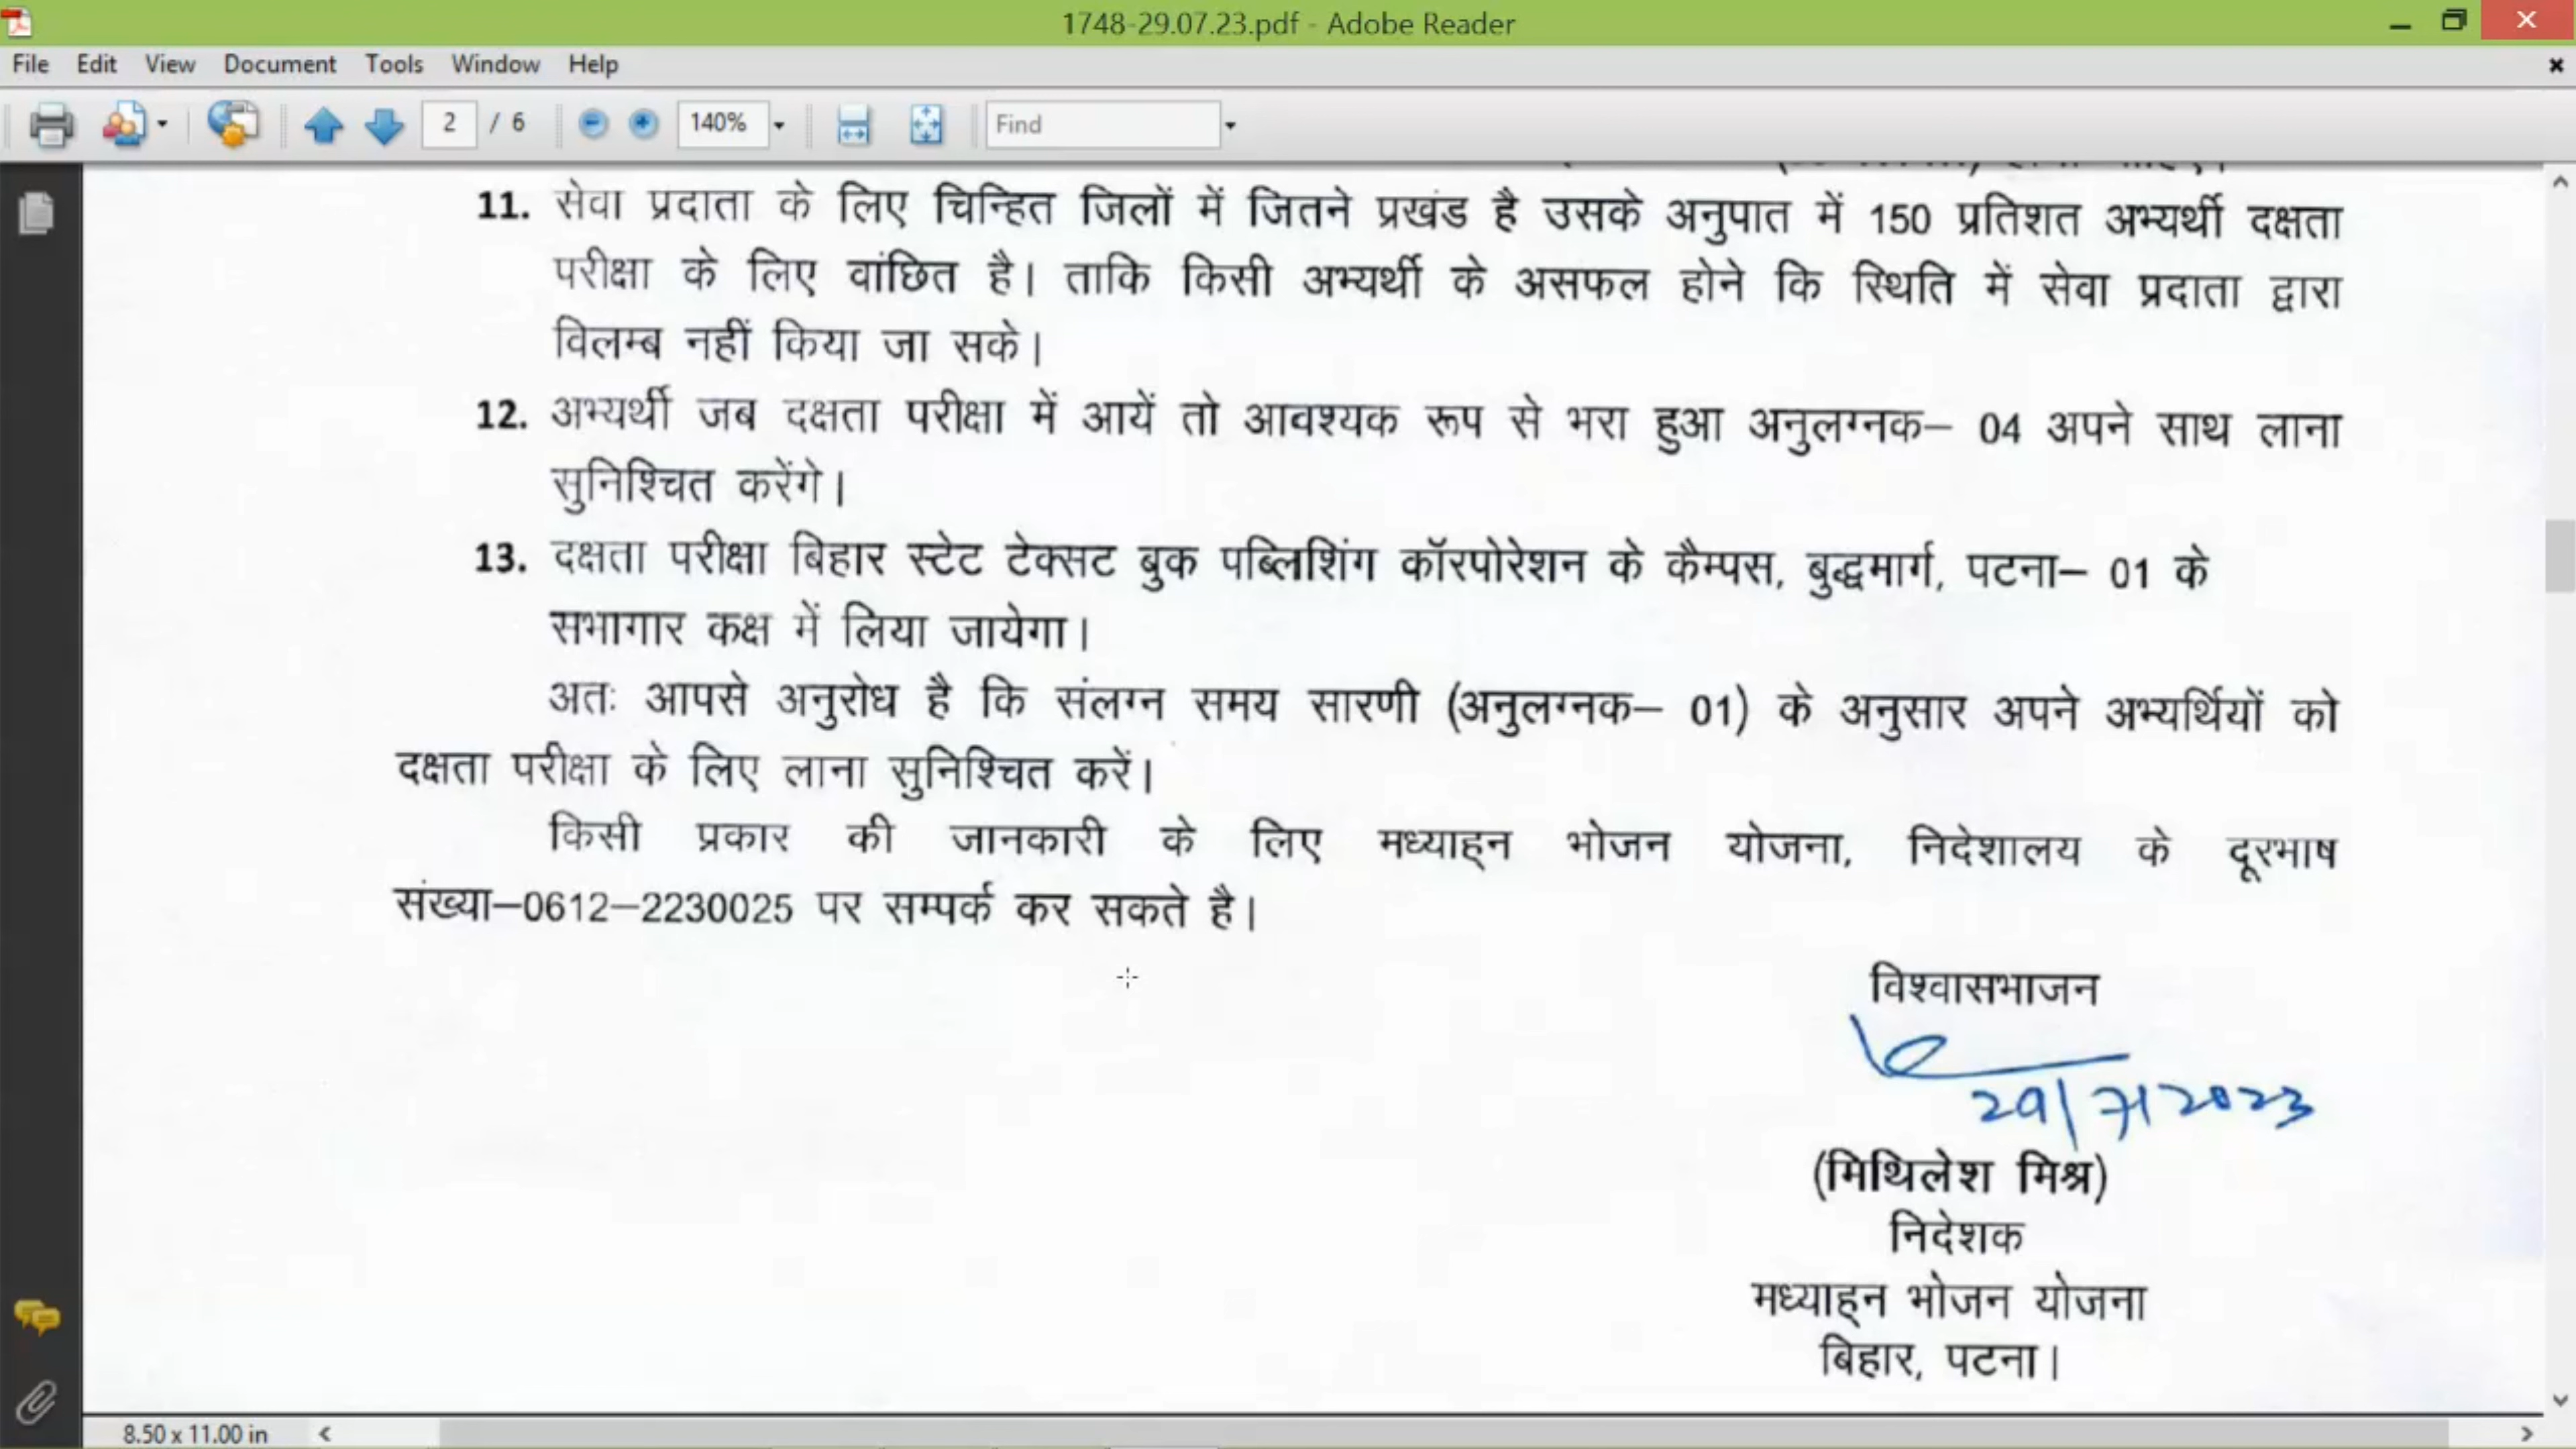 1748-29.07.23.pdf - Adobe Reader
File Edit View Document Tools Window Help
2 / 6 140% Find
11. सेवा प्रदाता के लिए चिन्हित जिलों में जितने प्रखंड है उसके अनुपात में 150 प्रतिशत अभ्यर्थी दक्षता
परीक्षा के लिए वांछित है। ताकि किसी अभ्यर्थी के असफल होने कि स्थिति में सेवा प्रदाता द्वारा
विलम्ब नहीं किया जा सके।
12. अभ्यर्थी जब दक्षता परीक्षा में आयें तो आवश्यक रूप से भरा हुआ अनुलग्नक– 04 अपने साथ लाना
सुनिश्चित करेंगे।
13. दक्षता परीक्षा बिहार स्टेट टेक्सट बुक पब्लिशिंग कॉरपोरेशन के कैम्पस, बुद्धमार्ग, पटना– 01 के
सभागार कक्ष में लिया जायेगा।
अतः आपसे अनुरोध है कि संलग्न समय सारणी (अनुलग्नक– 01) के अनुसार अपने अभ्यर्थियों को
दक्षता परीक्षा के लिए लाना सुनिश्चित करें।
किसी प्रकार की जानकारी के लिए मध्याह्न भोजन योजना, निदेशालय के दूरभाष
संख्या–0612–2230025 पर सम्पर्क कर सकते है।
विश्वासभाजन
29/7/2023
(मिथिलेश मिश्र)
निदेशक
मध्याह्न भोजन योजना
बिहार, पटना।
8.50 x 11.00 in